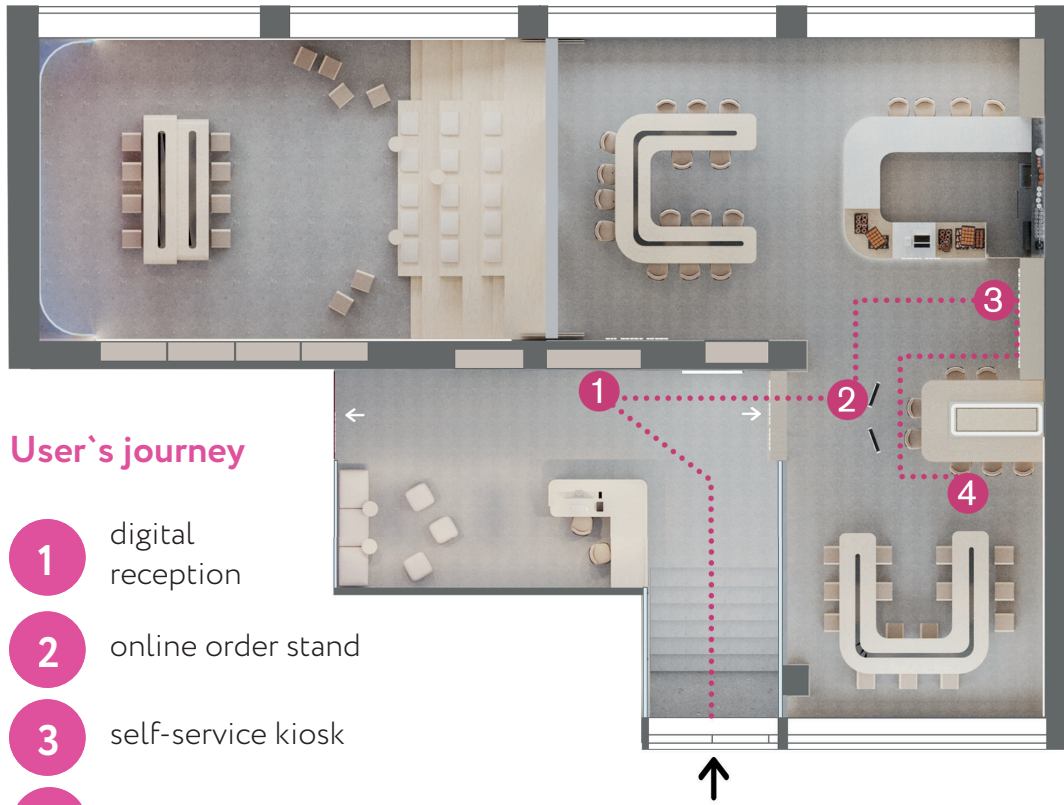 1
2
3
4
User`s journey
1
digital
reception
2
online order stand
3
self-service kiosk